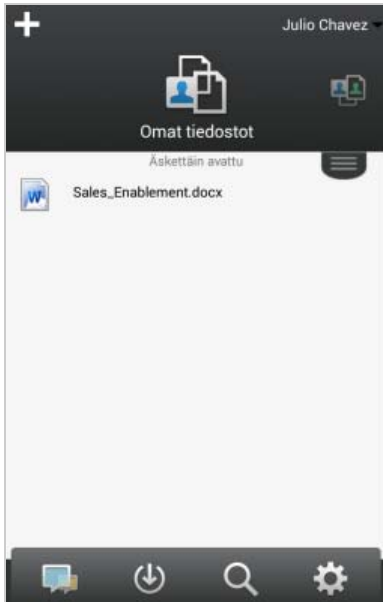 Julio Chavez
Omat tiedostot
Äskettäin avattu
Sales_Enablement.docx